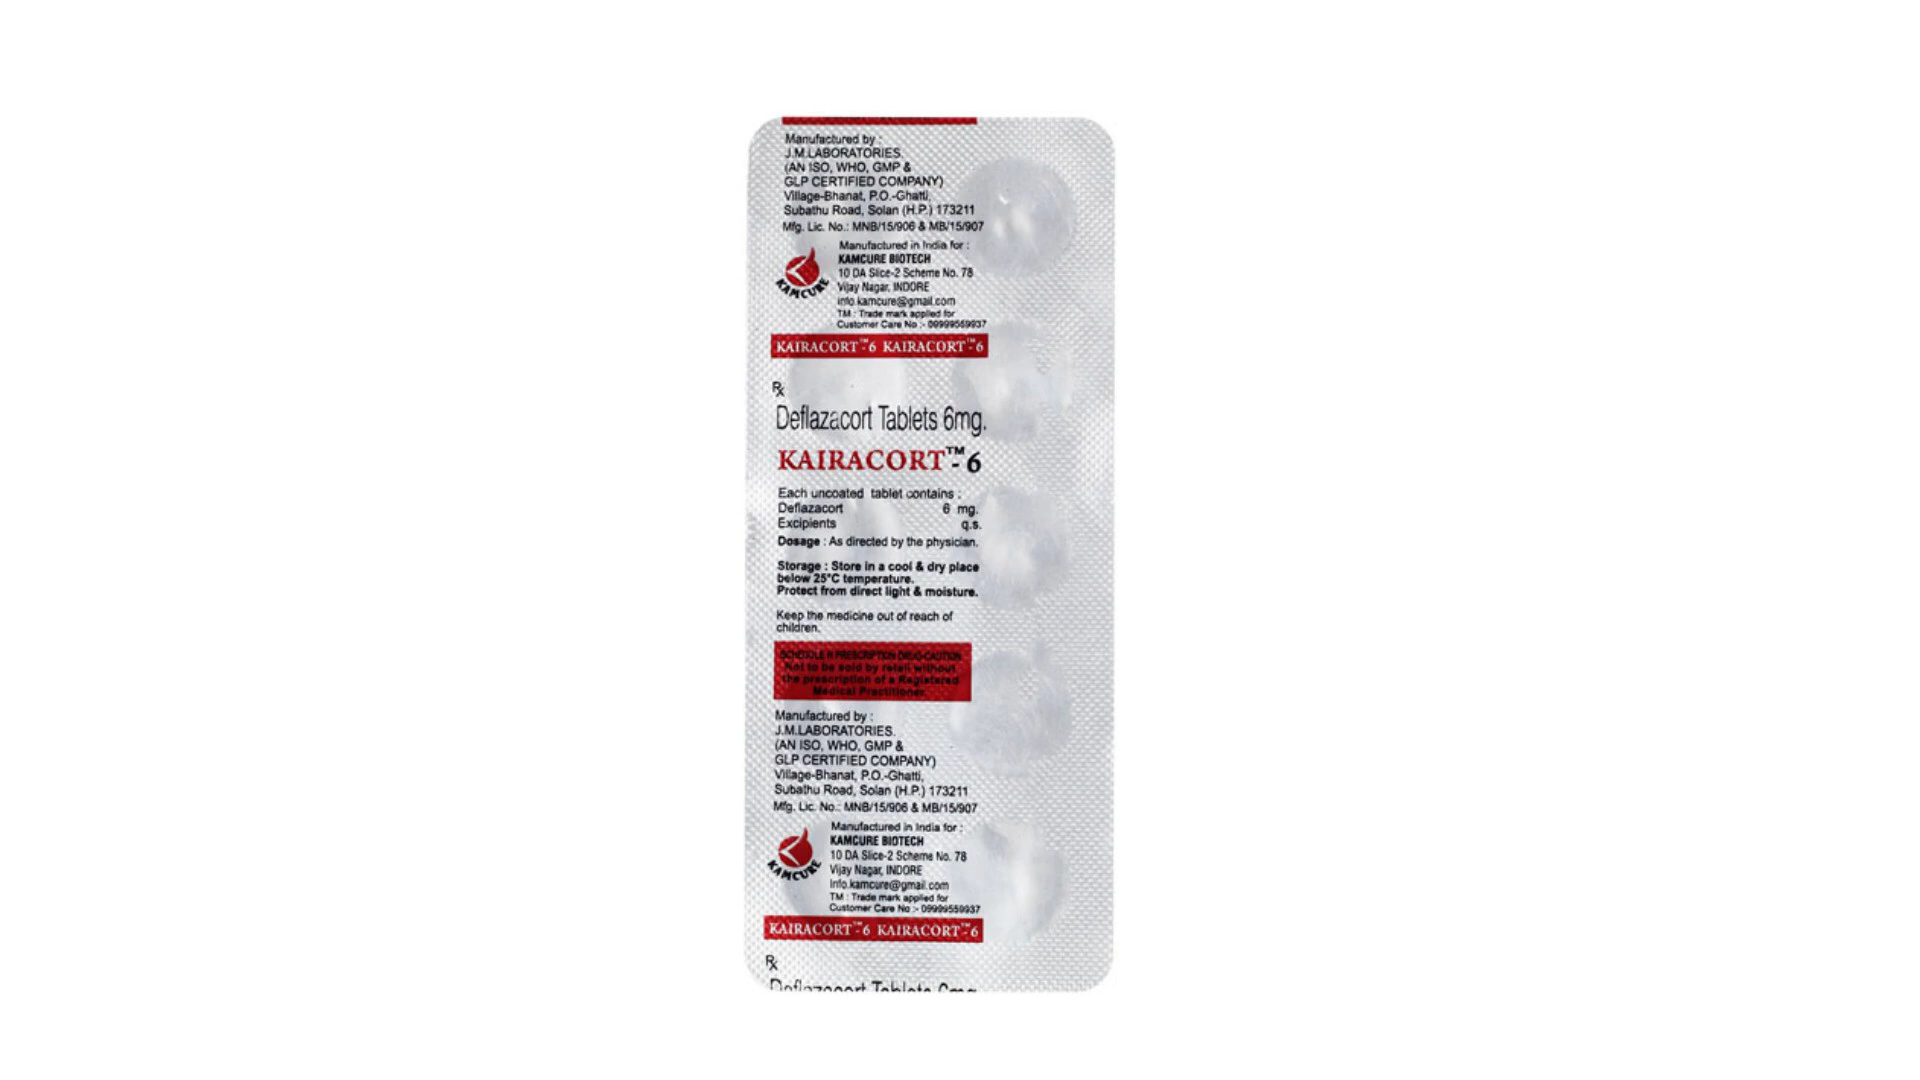 Manufactured by :
J.M.LABORATORIES.
(AN ISO, WHO, GMP &
GLP CERTIFIED COMPANY)
Village-Bhanat, P.O.-Ghatti,
Subathu Road, Solan (H.P.) 173211
Mfg. Lic. No.: MNB/15/906 & MB/15/907
KAMCURE
Manufactured in India for :
KAMCURE BIOTECH
10 DA Slice-2 Scheme No. 78
Vijay Nagar, INDORE
info.kamcure@gmail.com
TM : Trade mark applied for
Customer Care No :- 09999559937
KAIRACORT™-6 KAIRACORT™-6
Rx
Deflazacort Tablets 6mg.
KAIRACORT™-6
Each uncoated tablet contains :
Deflazacort 6 mg.
Excipients q.s.
Dosage : As directed by the physician.
Storage : Store in a cool & dry place
below 25°C temperature.
Protect from direct light & moisture.
Keep the medicine out of reach of
children.
SCHEDULE H PRESCRIPTION DRUG-CAUTION
Not to be sold by retail without
the prescription of a Registered
Medical Practitioner.
Manufactured by :
J.M.LABORATORIES.
(AN ISO, WHO, GMP &
GLP CERTIFIED COMPANY)
Village-Bhanat, P.O.-Ghatti,
Subathu Road, Solan (H.P.) 173211
Mfg. Lic. No.: MNB/15/906 & MB/15/907
KAMCURE
Manufactured in India for :
KAMCURE BIOTECH
10 DA Slice-2 Scheme No. 78
Vijay Nagar, INDORE
Info.kamcure@gmail.com
TM : Trade mark applied for
Customer Care No :- 09999559937
KAIRACORT™-6 KAIRACORT™-6
Rx
Deflazacort Tablets 6mg.